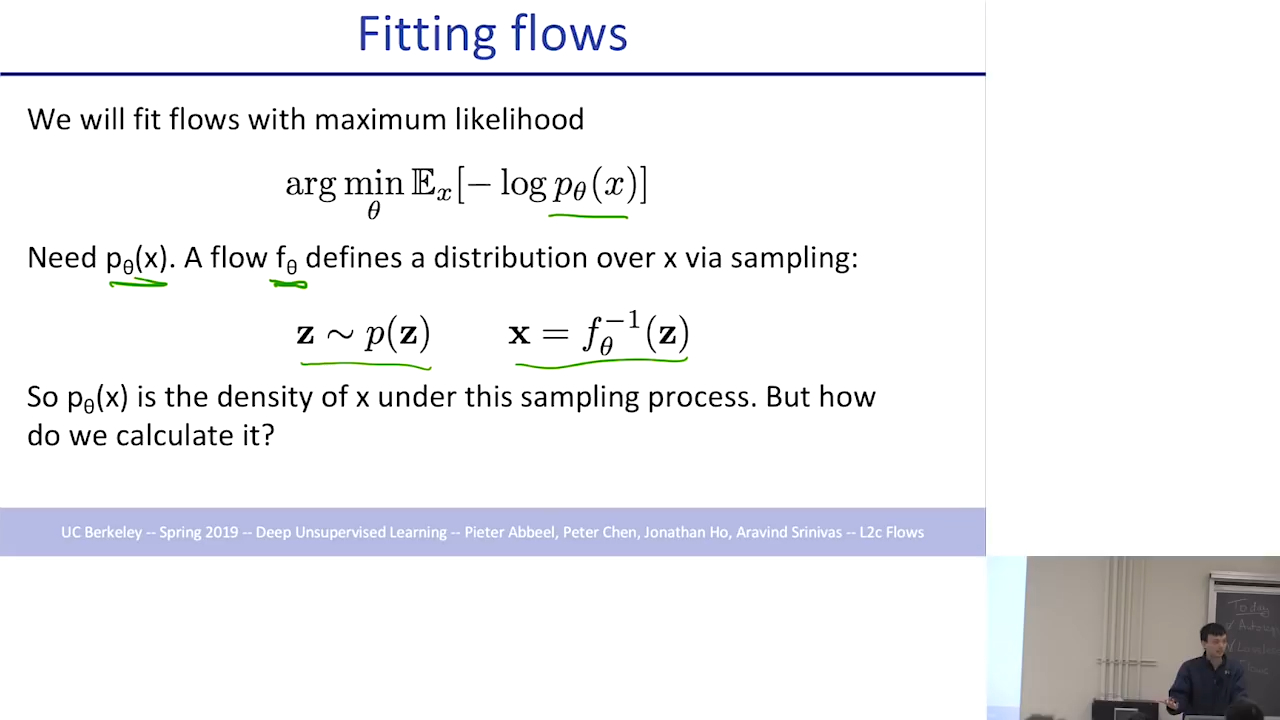 Fitting flows
We will fit flows with maximum likelihood
arg min_θ 𝔼_x[− log p_θ(x)]
Need p_θ(x). A flow f_θ defines a distribution over x via sampling:
z ∼ p(z)    x = f_θ^{−1}(z)
So p_θ(x) is the density of x under this sampling process. But how
do we calculate it?
UC Berkeley -- Spring 2019 -- Deep Unsupervised Learning -- Pieter Abbeel, Peter Chen, Jonathan Ho, Aravind Srinivas -- L2c Flows
Today